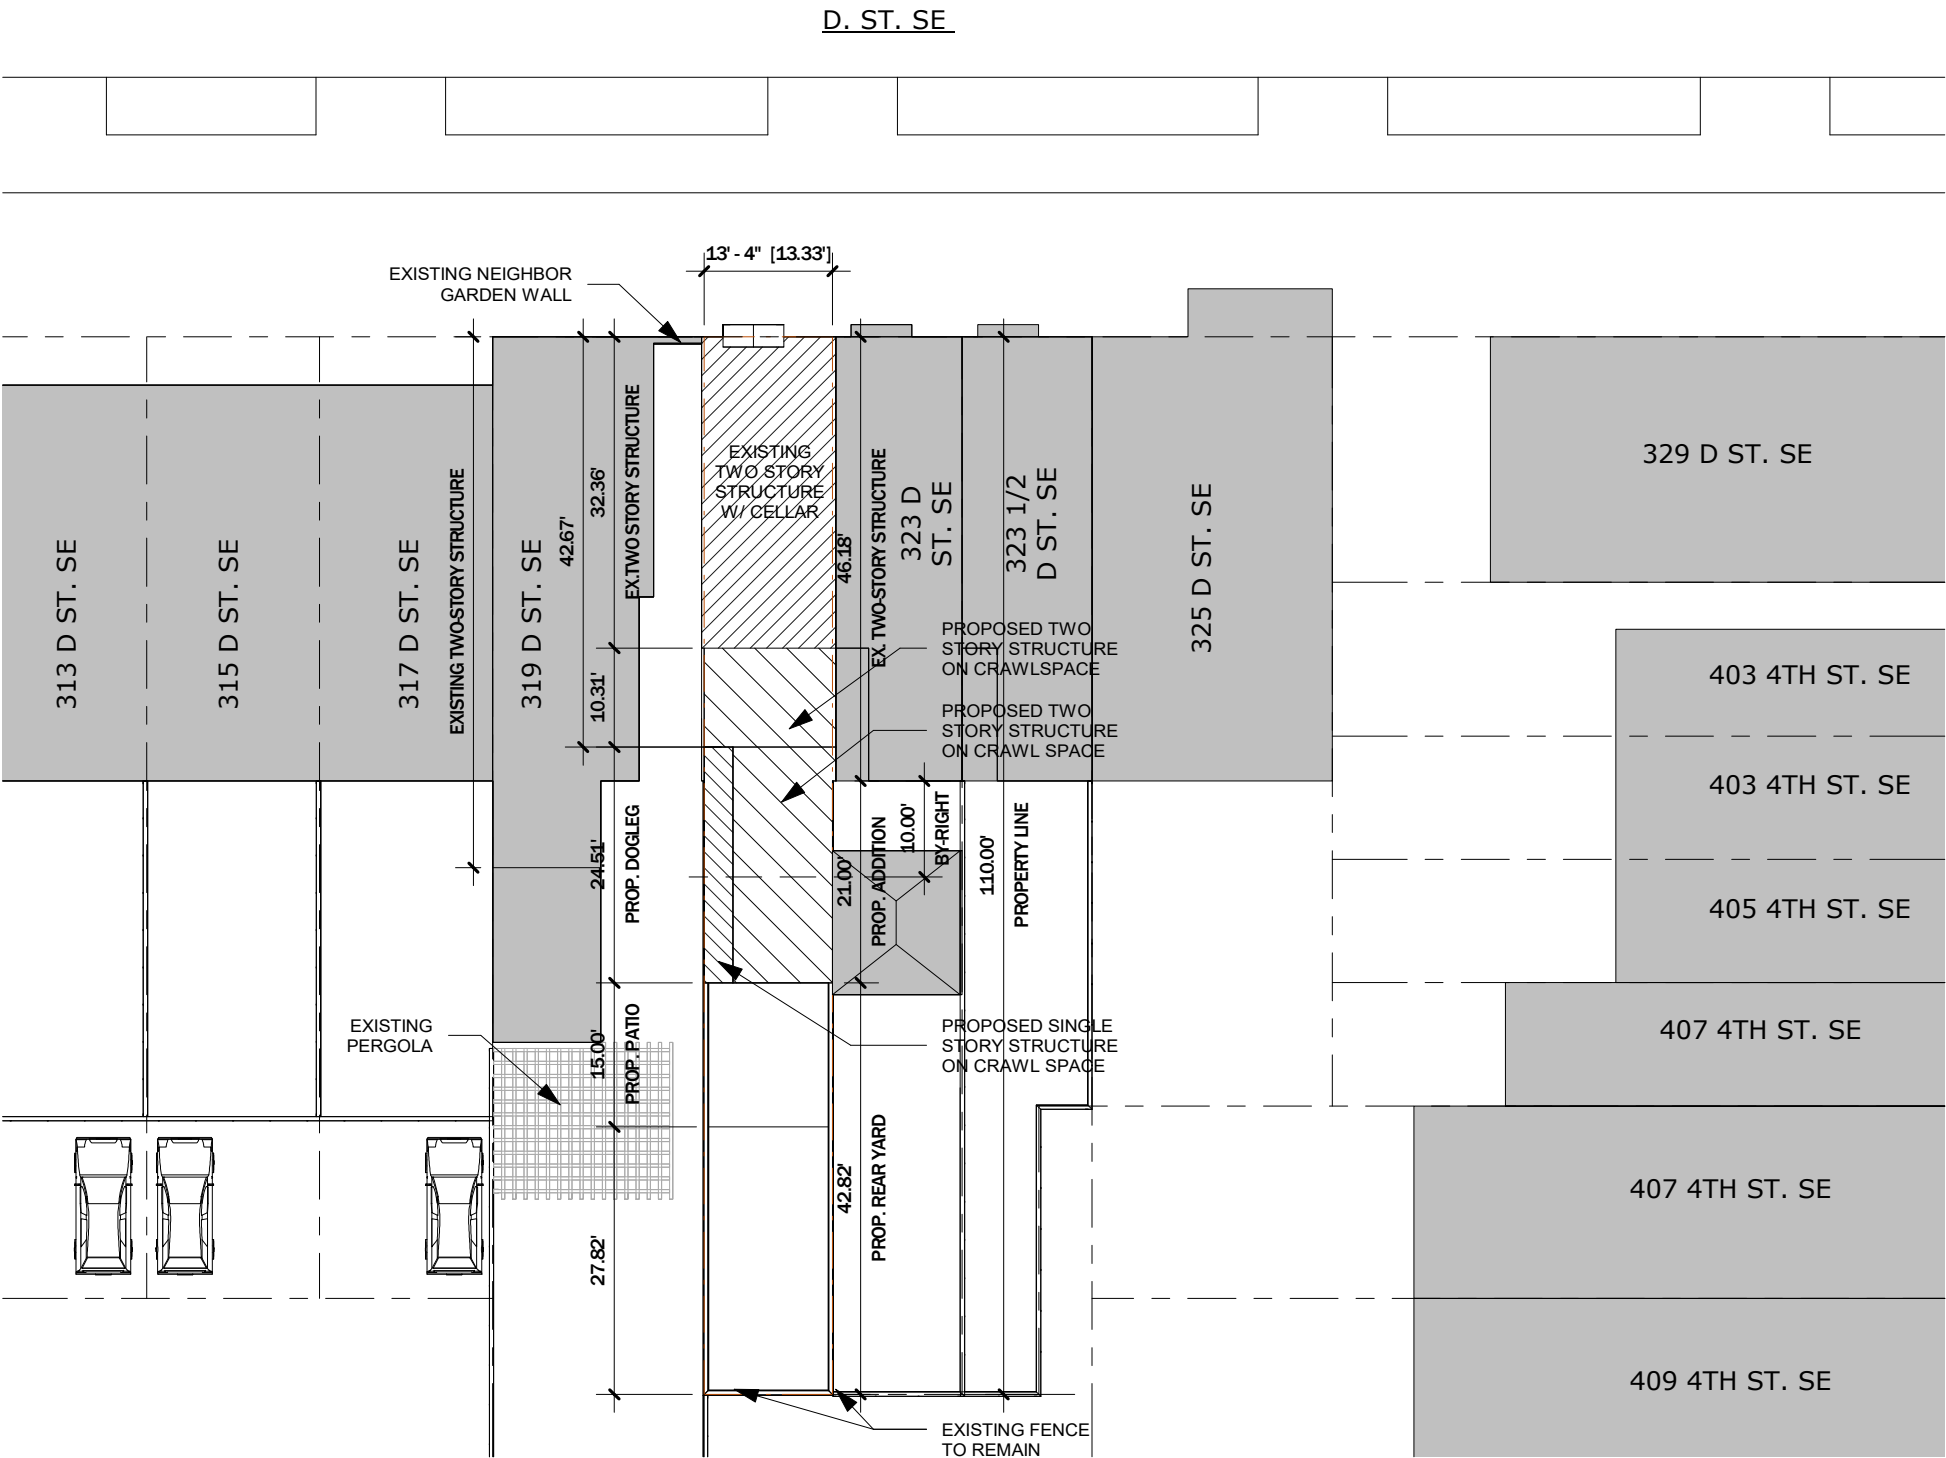 D. ST. SE
13' - 4" [13.33']
EXISTING NEIGHBOR
GARDEN WALL
EXISTING
TWO STORY
STRUCTURE
W/ CELLAR
313 D ST. SE
315 D ST. SE
317 D ST. SE
EXISTING TWO-STORY STRUCTURE
319 D ST. SE
42.67'
32.36'
EX.TWO STORY STRUCTURE
10.31'
46.18'
EX. TWO-STORY STRUCTURE
323 D
ST. SE
323 1/2
D ST. SE
325 D ST. SE
329 D ST. SE
PROPOSED TWO
STORY STRUCTURE
ON CRAWLSPACE
PROPOSED TWO
STORY STRUCTURE
ON CRAWL SPACE
403 4TH ST. SE
403 4TH ST. SE
405 4TH ST. SE
407 4TH ST. SE
407 4TH ST. SE
409 4TH ST. SE
24.51'
PROP. DOGLEG
21.00'
PROP. ADDITION
10.00'
BY-RIGHT
110.00'
PROPERTY LINE
EXISTING
PERGOLA
15.00'
PROP. PATIO
PROPOSED SINGLE
STORY STRUCTURE
ON CRAWL SPACE
27.82'
42.82'
PROP. REAR YARD
EXISTING FENCE
TO REMAIN